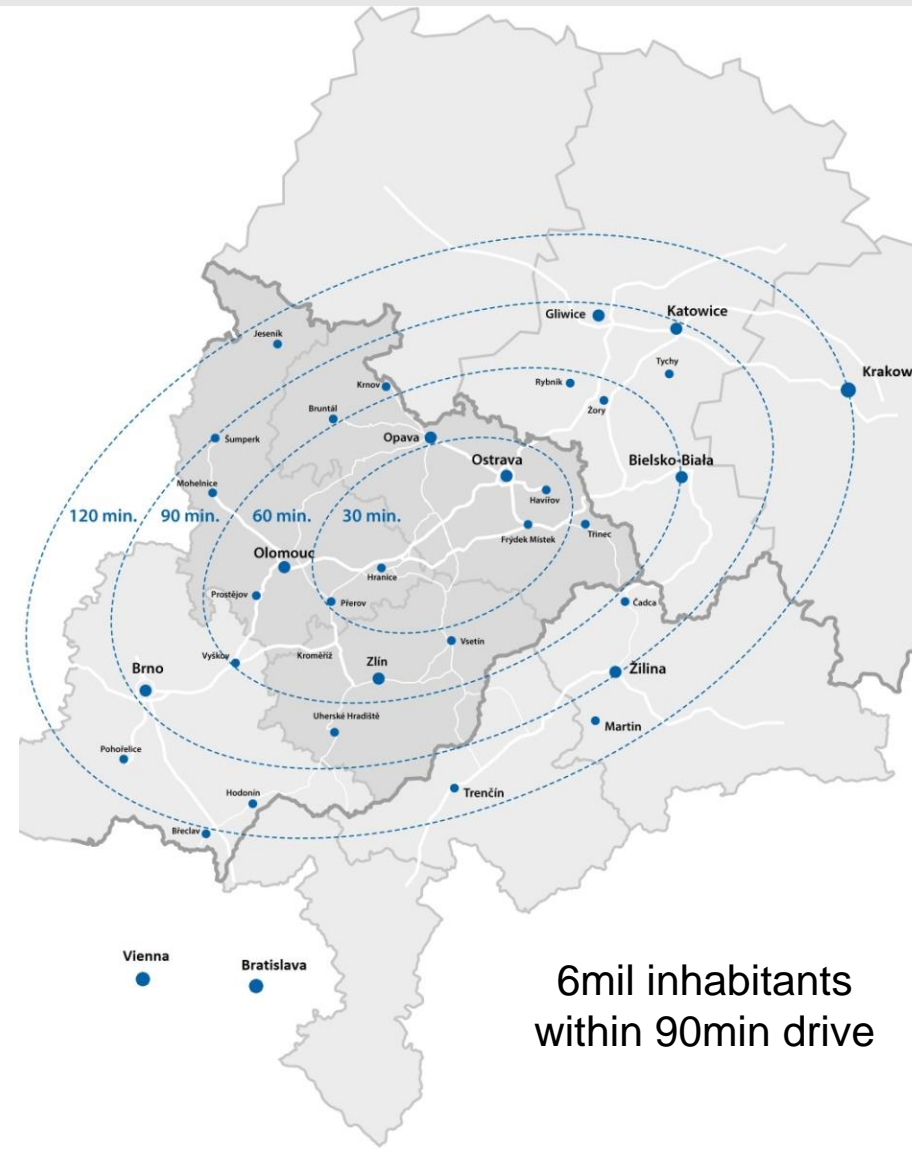 Jeseník
Gliwice
Katowice
Krakow
Krnov
Rybnik
Tychy
Bruntál
Żory
Šumperk
Opava
Ostrava
Bielsko-Biała
Mohelnice
Havířov
120 min.
90 min.
60 min.
30 min.
Frýdek Místek
Třinec
Olomouc
Hranice
Prostějov
Přerov
Čadca
Vsetín
Vyškov
Kroměříž
Zlín
Brno
Žilina
Uherské Hradiště
Martin
Pohořelice
Hodonín
Trenčín
Břeclav
Vienna
Bratislava
6mil inhabitants
within 90min drive